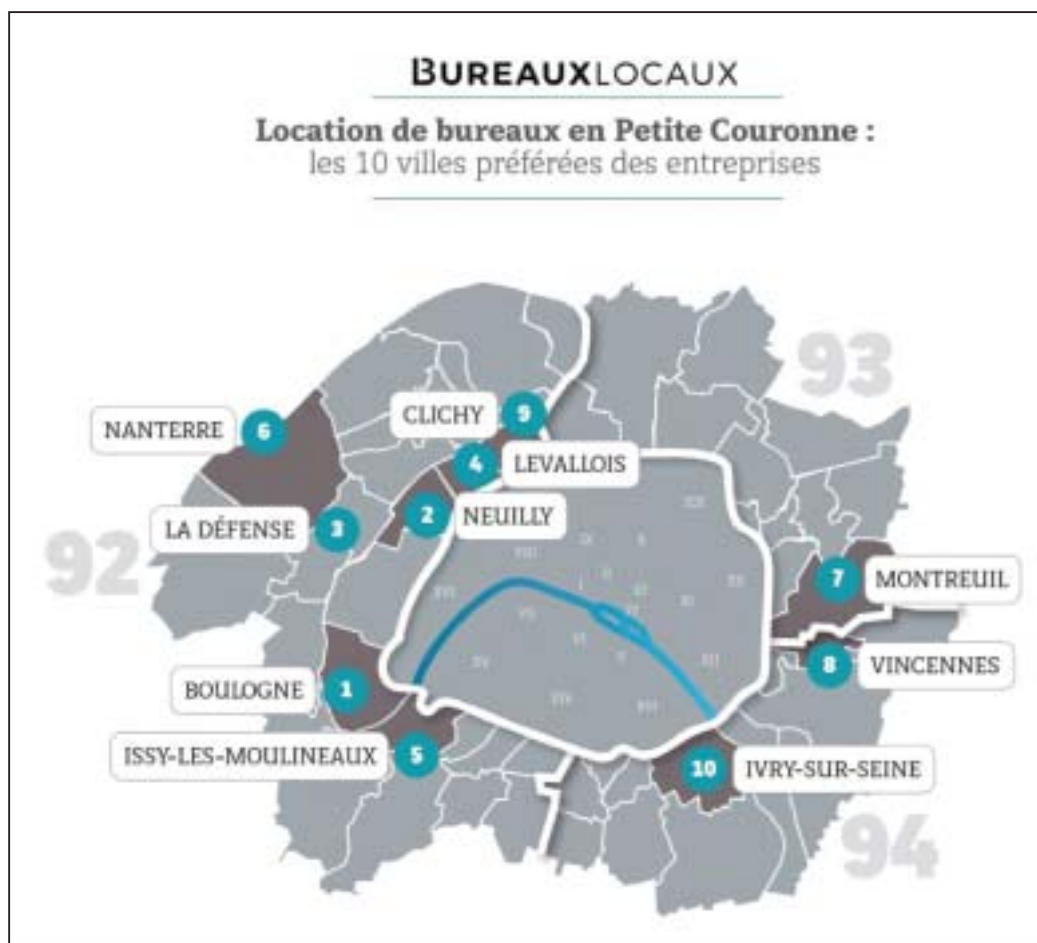 BUREAUXLOCAUX
Location de bureaux en Petite Couronne :
les 10 villes préférées des entreprises
93
CLICHY 9
NANTERRE 6
4 LEVALLOIS
2 NEUILLY
LA DÉFENSE 3
92
7 MONTREUIL
8 VINCENNES
BOULOGNE 1
ISSY-LES-MOULINEAUX 5
10 IVRY-SUR-SEINE
94